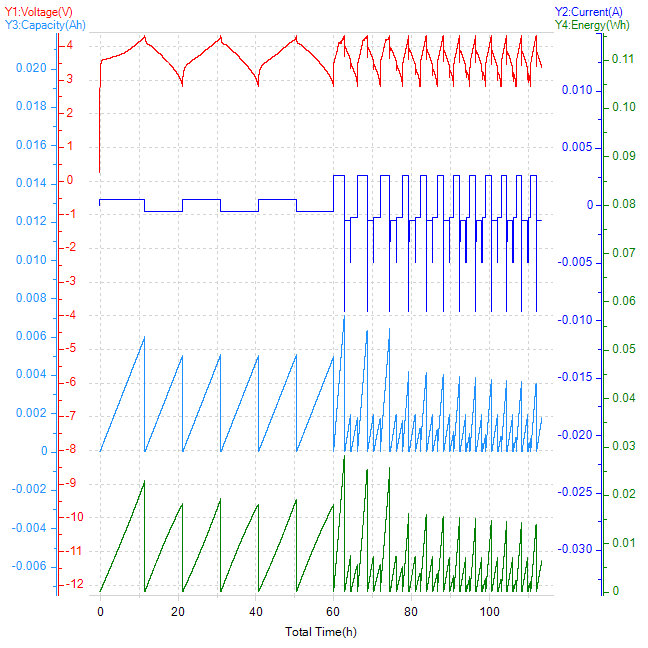 Y1:Voltage(V) Y2:Current(A)
Y3:Capacity(Ah) Y4:Energy(Wh)
4
0.11
0.020
3 0.010
0.018 0.10
2
0.016 1 0.005
0.09
0.014 0
0 0.08
0.012 -1
-2 0.07
0.010 -0.005
-3
0.008 0.06
-4 -0.010
0.006 -5 0.05
0.004 -6 -0.015
0.04
0.002 -7
-0.020 0.03
0 -8
-0.002 -9 -0.025 0.02
-0.004 -10
-11 -0.030 0.01
-0.006
-12 0
0 20 40 60 80 100
Total Time(h)